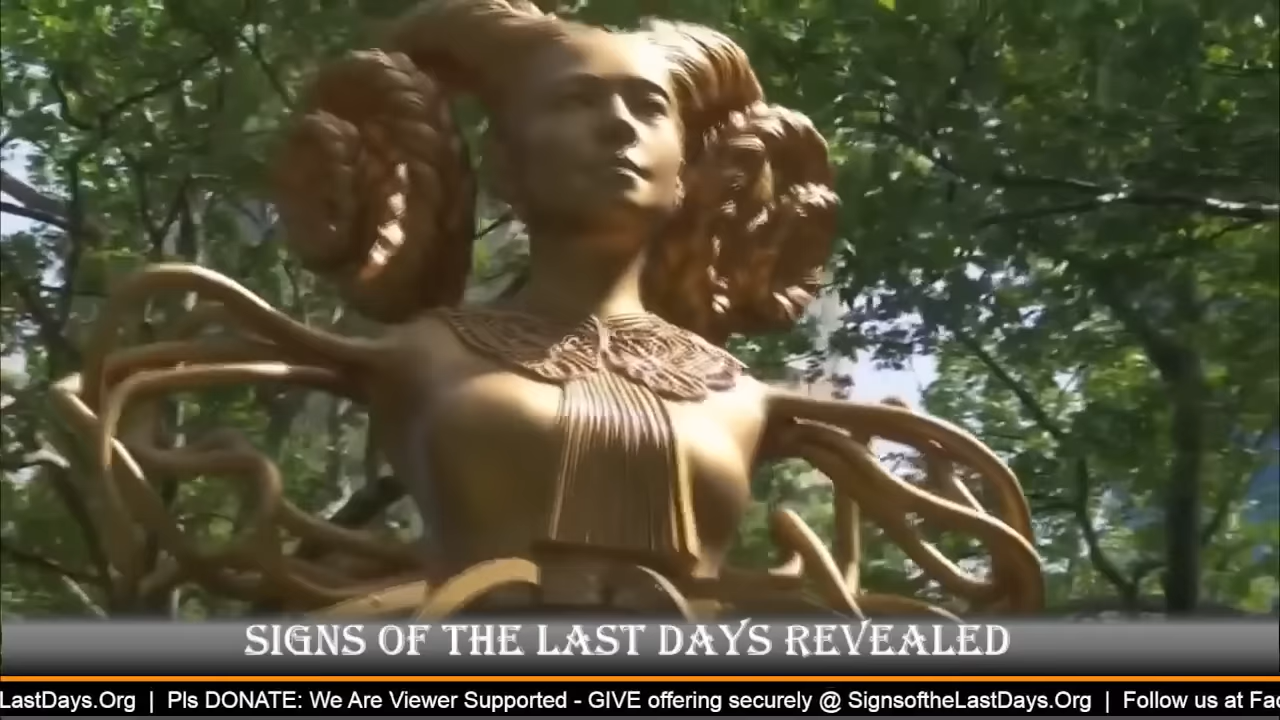 SIGNS OF THE LAST DAYS REVEALED
LastDays.Org | Pls DONATE: We Are Viewer Supported - GIVE offering securely @ SignsoftheLastDays.Org | Follow us at Fa